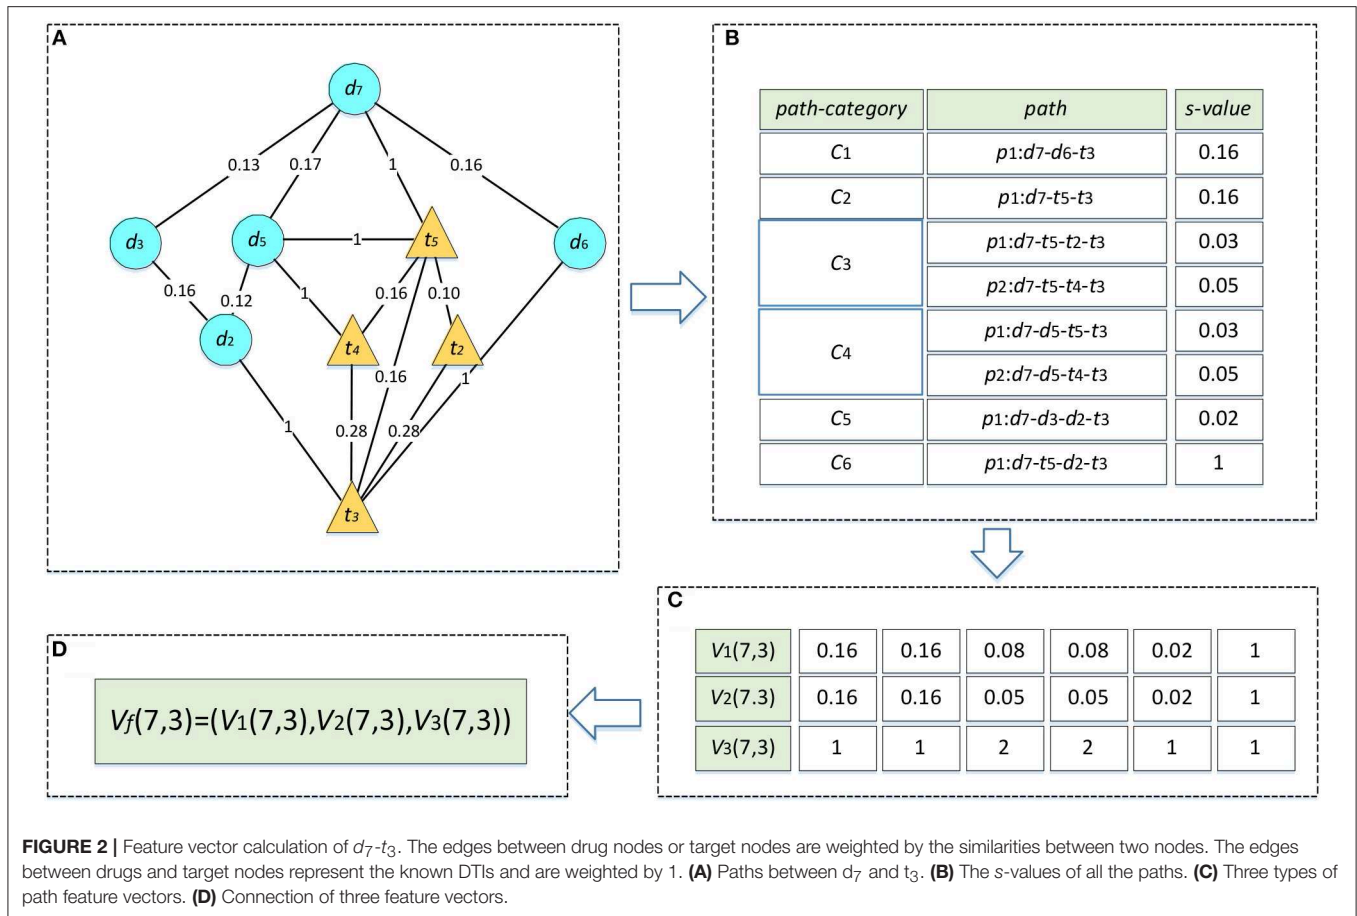 A
d7
0.13
0.17
1
0.16
d3
d5
1
t5
d6
0.16
0.12
1
0.16
0.10
d2
t4
t2
0.16
1
1
0.28
0.28
t3
B
path-category path s-value
C1 p1:d7-d6-t3 0.16
C2 p1:d7-t5-t3 0.16
C3 p1:d7-t5-t2-t3 0.03
p2:d7-t5-t4-t3 0.05
C4 p1:d7-d5-t5-t3 0.03
p2:d7-d5-t4-t3 0.05
C5 p1:d7-d3-d2-t3 0.02
C6 p1:d7-t5-d2-t3 1
C
V1(7,3) 0.16 0.16 0.08 0.08 0.02 1
V2(7.3) 0.16 0.16 0.05 0.05 0.02 1
V3(7,3) 1 1 2 2 1 1
D
Vf(7,3)=(V1(7,3),V2(7,3),V3(7,3))
FIGURE 2 | Feature vector calculation of d7-t3. The edges between drug nodes or target nodes are weighted by the similarities between two nodes. The edges
between drugs and target nodes represent the known DTIs and are weighted by 1. (A) Paths between d7 and t3. (B) The s-values of all the paths. (C) Three types of
path feature vectors. (D) Connection of three feature vectors.